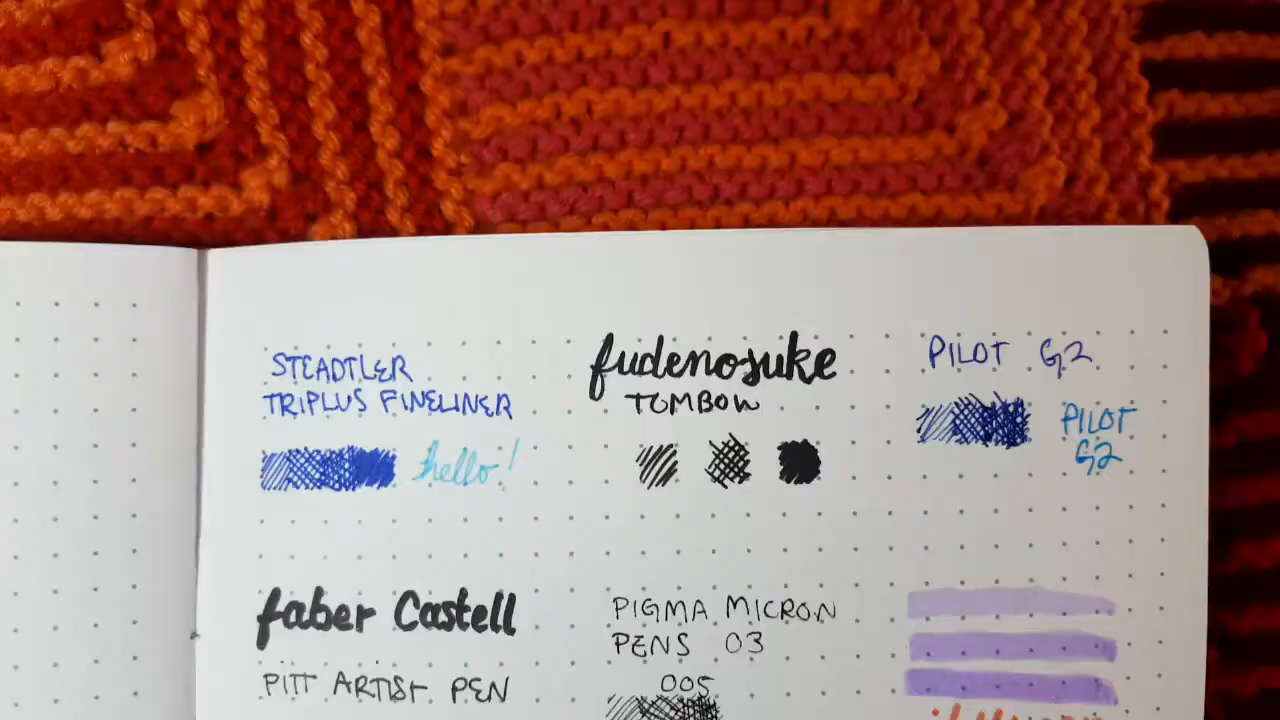 STEADTLER
TRIPLUS FINELINER
hello!
fudenosuke
TOMBOW
PILOT G2
PILOT
G2
faber Castell
PITT ARTIST PEN
PIGMA MICRON
PENS 03
005